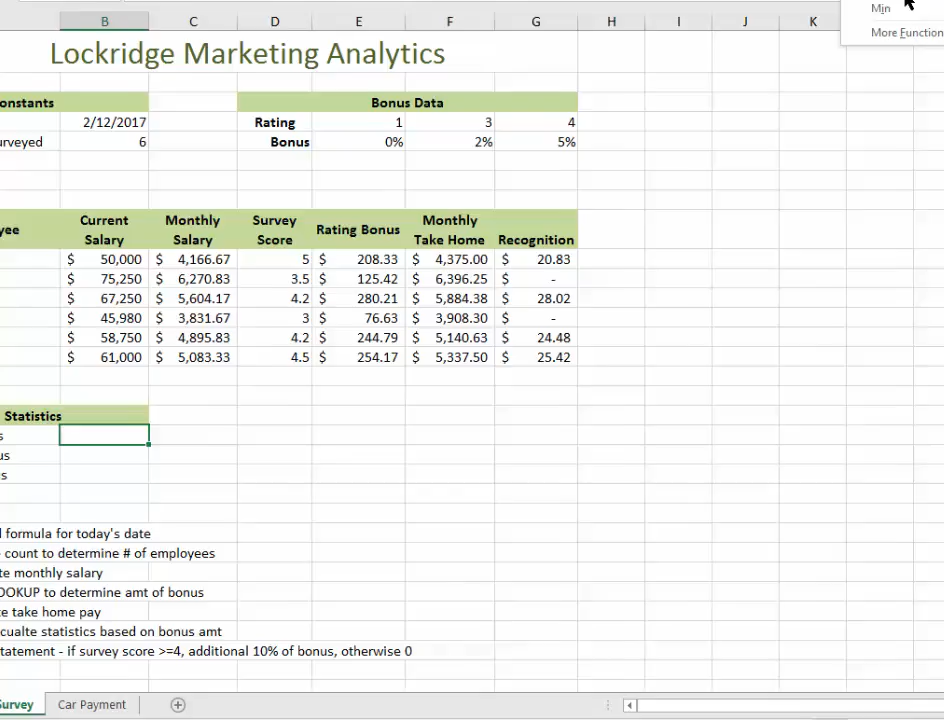 Min
More Function
B C D E F G H I J K
Lockridge Marketing Analytics
onstants Bonus Data
2/12/2017 Rating 1 3 4
urveyed 6 Bonus 0% 2% 5%
Current Monthly Survey Monthly
yee Salary Salary Score Rating Bonus Take Home Recognition
$ 50,000 $ 4,166.67 5 $ 208.33 $ 4,375.00 $ 20.83
$ 75,250 $ 6,270.83 3.5 $ 125.42 $ 6,396.25 $ -
$ 67,250 $ 5,604.17 4.2 $ 280.21 $ 5,884.38 $ 28.02
$ 45,980 $ 3,831.67 3 $ 76.63 $ 3,908.30 $ -
$ 58,750 $ 4,895.83 4.2 $ 244.79 $ 5,140.63 $ 24.48
$ 61,000 $ 5,083.33 4.5 $ 254.17 $ 5,337.50 $ 25.42
Statistics
s
us
s
l formula for today's date
count to determine # of employees
te monthly salary
OOKUP to determine amt of bonus
te take home pay
cualte statistics based on bonus amt
tatement - if survey score >=4, additional 10% of bonus, otherwise 0
Survey Car Payment